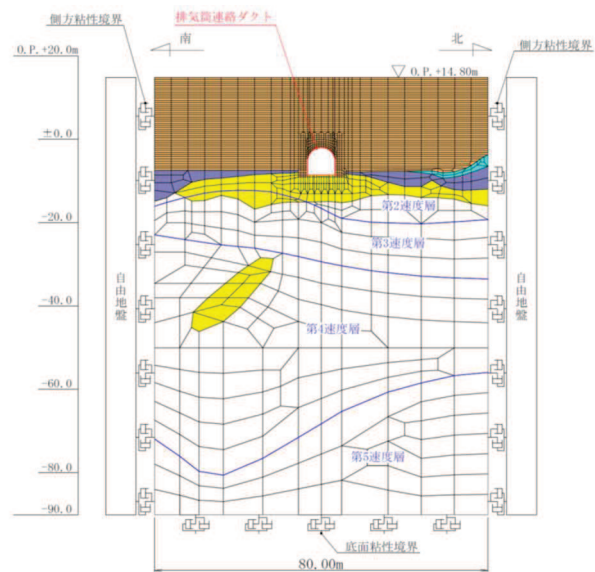 排気筒連絡ダクト
側方粘性境界
南
北
側方粘性境界
O.P.+20.0m
O.P.+14.80m
±0.0
-20.0
第2速度層
第3速度層
自由地盤
自由地盤
-40.0
第4速度層
-60.0
第5速度層
-80.0
-90.0
底面粘性境界
80.00m